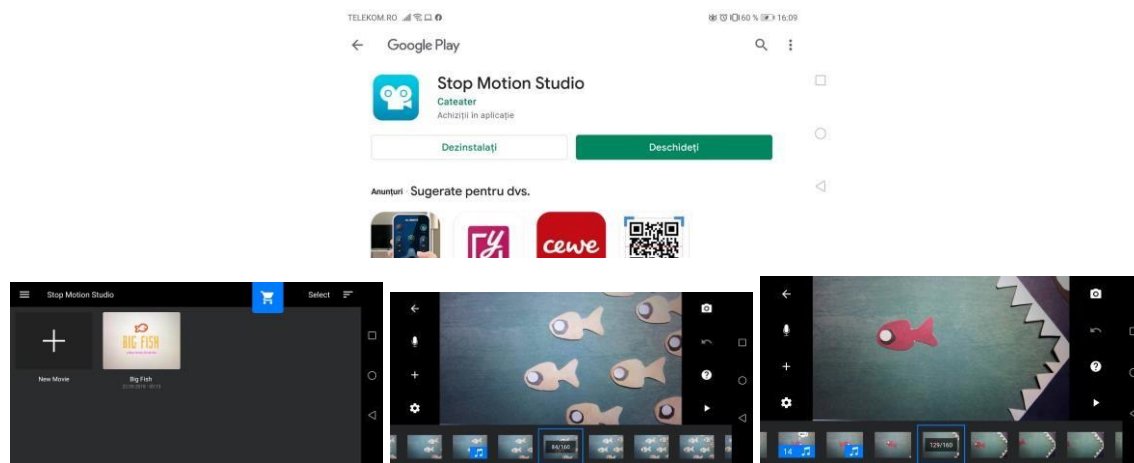 TELEKOM.RO 60 % 16:09
Google Play
Stop Motion Studio
Cateater
Achiziții în aplicație
Dezinstalați Deschideți
Anunțuri · Sugerate pentru dvs.
cewe
Stop Motion Studio Select
BIG FISH
New Movie Big Fish
84/160
14 129/160